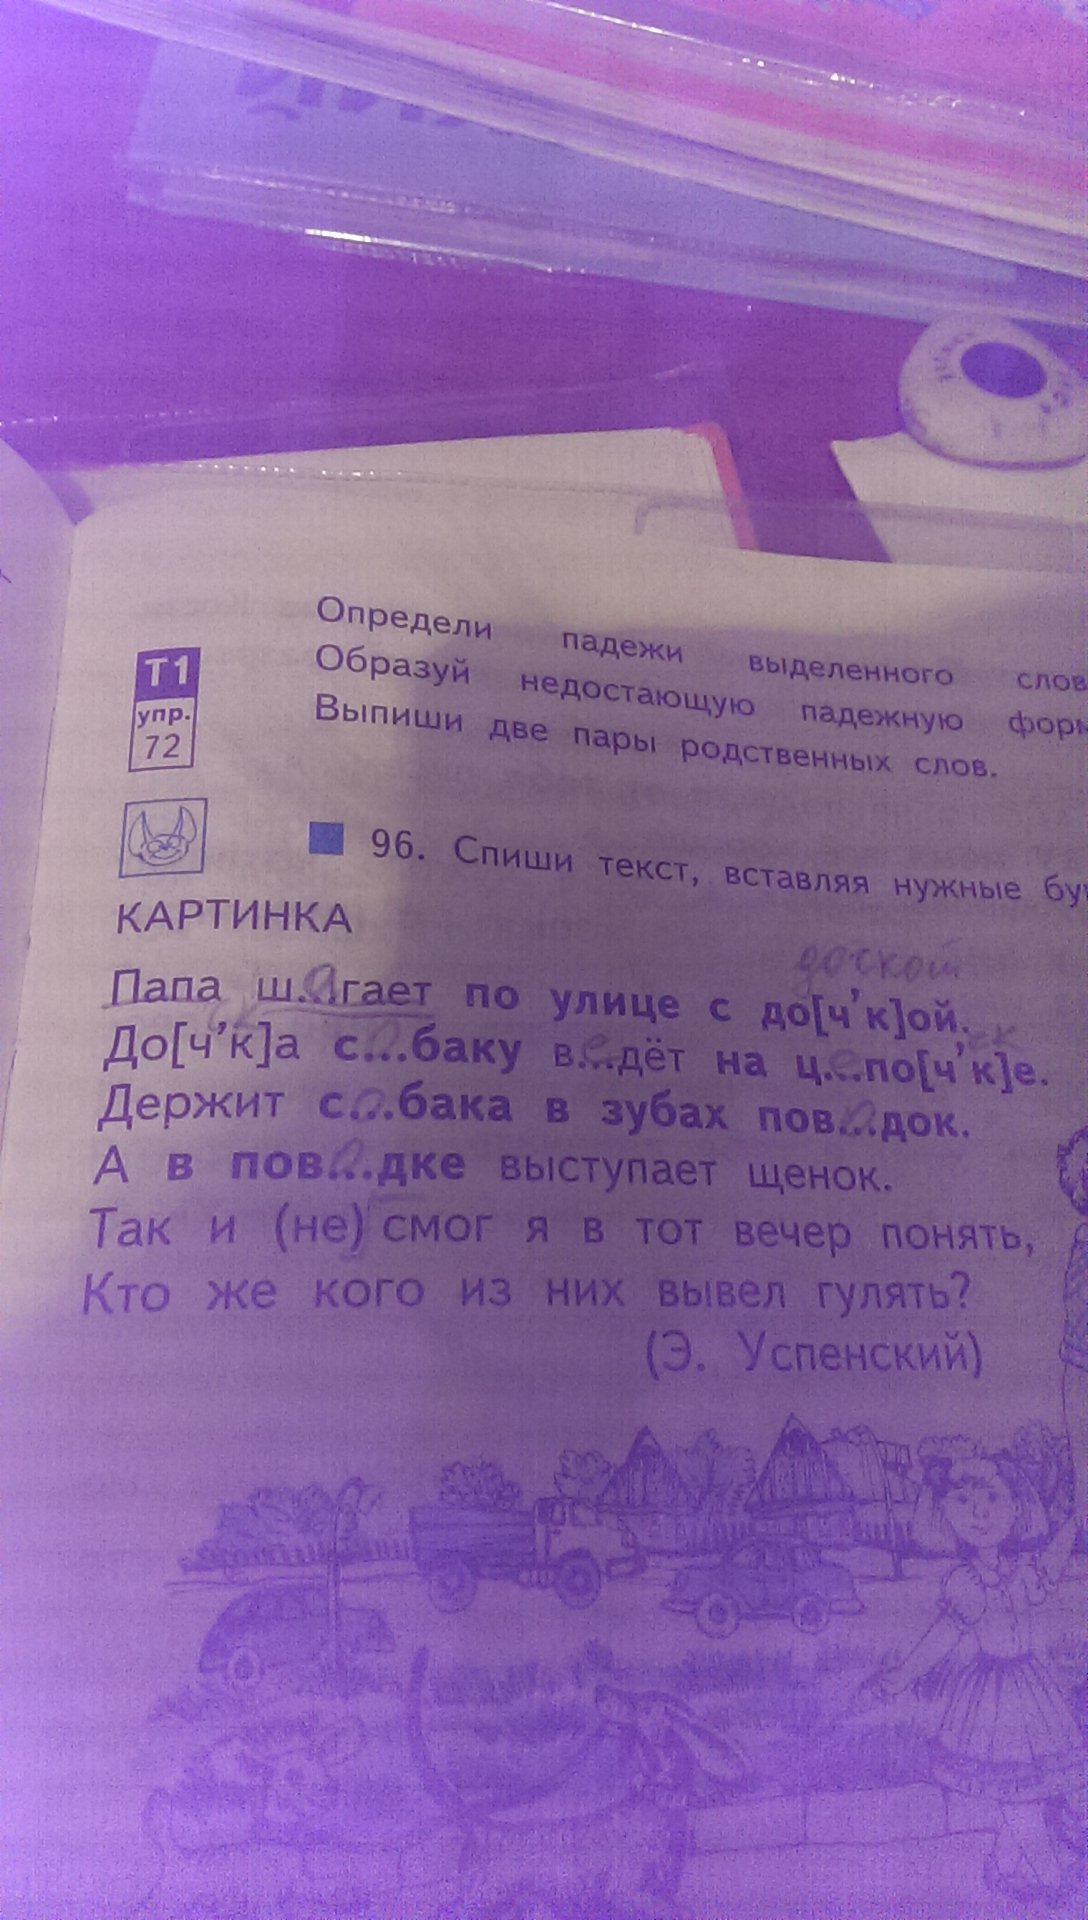 Определи падежи выделенного слов
Образуй недостающую падежную форм
Выпиши две пары родственных слов.
Т1
упр.
72
96. Спиши текст, вставляя нужные бу
КАРТИНКА
доской
Папа ш.а.гает по улице с до[ч’к]ой.
чк
чк
До[ч’к]а с.о.баку в.е.дёт на ц.е.по[ч’к]е.
Держит с.о.бака в зубах пов.о.док.
А в пов.о.дке выступает щенок.
Так и (не) смог я в тот вечер понять,
Кто же кого из них вывел гулять?
(Э. Успенский)